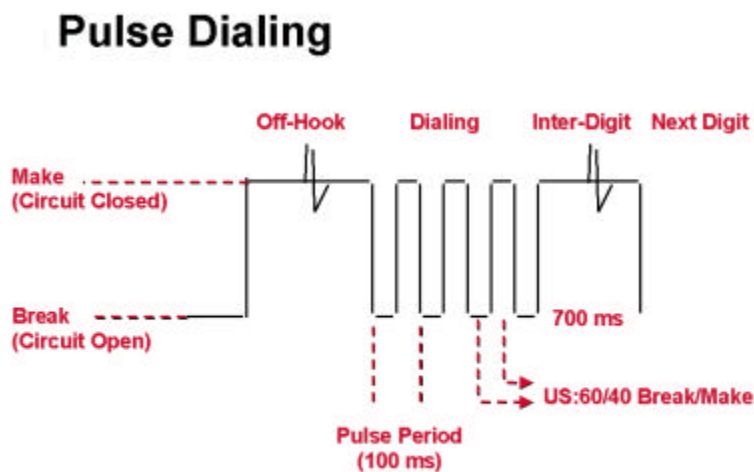 Pulse Dialing
Off-Hook
Dialing
Inter-Digit
Next Digit
Make
(Circuit Closed)
Break
(Circuit Open)
700 ms
US:60/40 Break/Make
Pulse Period
(100 ms)